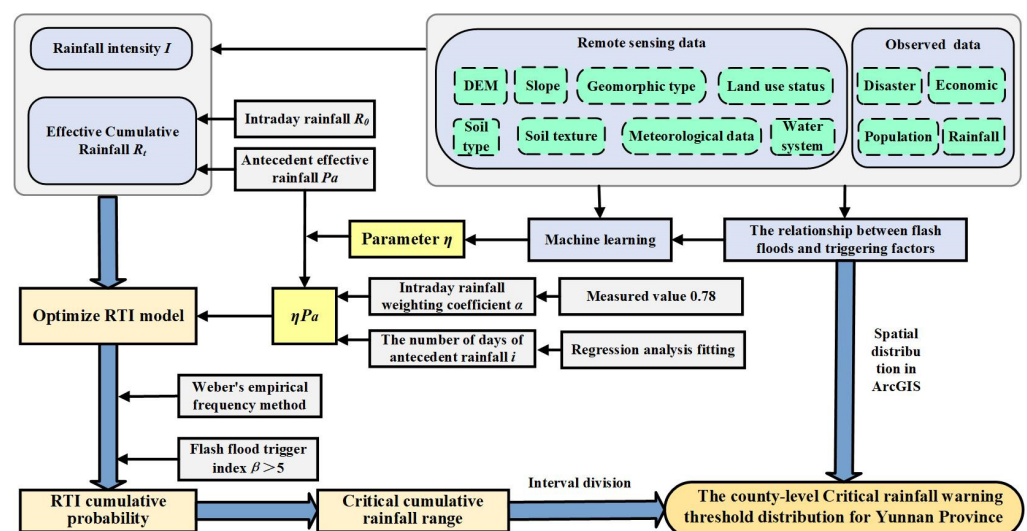 Rainfall intensity I
Effective Cumulative
Rainfall Rt
Intraday rainfall R0
Antecedent effective
rainfall Pa
Remote sensing data
DEM
Slope
Geomorphic type
Land use status
Soil
type
Soil texture
Meteorological data
Water
system
Observed data
Disaster
Economic
Population
Rainfall
Parameter η
Machine learning
The relationship between flash
floods and triggering factors
Optimize RTI model
ηPa
Intraday rainfall
weighting coefficient α
Measured value 0.78
The number of days of
antecedent rainfall i
Regression analysis fitting
Spatial
distribu
tion in
ArcGIS
Weber's empirical
frequency method
Flash flood trigger
index β＞5
RTI cumulative
probability
Critical cumulative
rainfall range
Interval division
The county-level Critical rainfall warning
threshold distribution for Yunnan Province